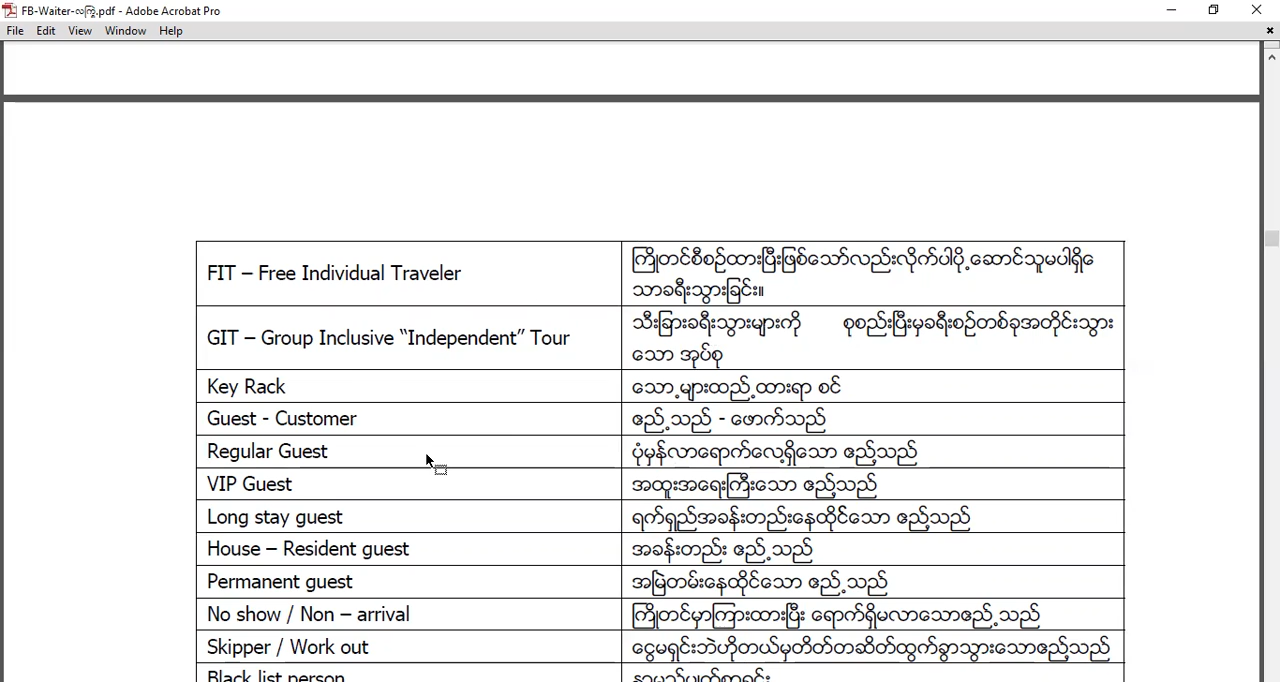 FB-Waiter-လကြွ.pdf - Adobe Acrobat Pro
File Edit View Window Help
FIT – Free Individual Traveler
ကြိုတင်စီစဉ်ထားပြီးဖြစ်သော်လည်းလိုက်ပါပို့ဆောင်သူမပါရှိေ
သာခရီးသွားခြင်း။
GIT – Group Inclusive “Independent” Tour
သီးခြားခရီးသွားများကို စုစည်းပြီးမှခရီးစဉ်တစ်ခုအတိုင်းသွား
သော အုပ်စု
Key Rack
သော့များထည့်ထားရာ စင်
Guest - Customer
ဧည့်သည် - ဖောက်သည်
Regular Guest
ပုံမှန်လာရောက်လေ့ရှိသော ဧည့်သည်
VIP Guest
အထူးအရေးကြီးသော ဧည့်သည်
Long stay guest
ရက်ရှည်အခန်းတည်းနေထိုင်သော ဧည့်သည်
House – Resident guest
အခန်းတည်း ဧည့်သည်
Permanent guest
အမြဲတမ်းနေထိုင်သော ဧည့်သည်
No show / Non – arrival
ကြိုတင်မှာကြားထားပြီး ရောက်ရှိမလာသောဧည့်သည်
Skipper / Work out
ငွေမရှင်းဘဲဟိုတယ်မှတိတ်တဆိတ်ထွက်ခွာသွားသောဧည့်သည်
Black list person
နာမည်ပျက်စာရင်း